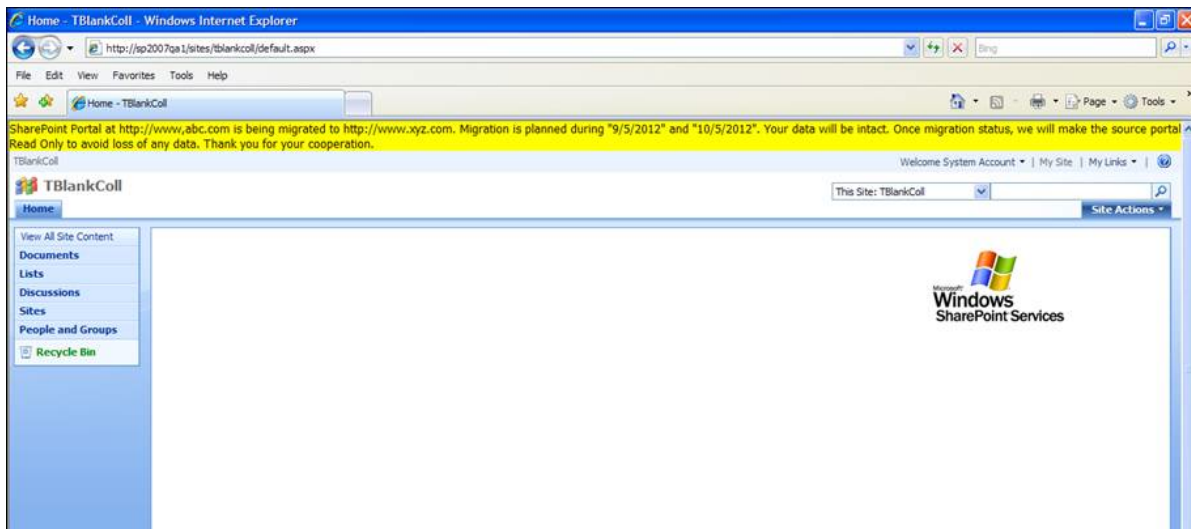 Home - TBlankColl - Windows Internet Explorer
http://sp2007qa1/sites/tblankcoll/default.aspx
Bing
File Edit View Favorites Tools Help
Home - TBlankColl
Page Tools
SharePoint Portal at http://www,abc.com is being migrated to http://www.xyz.com. Migration is planned during "9/5/2012" and "10/5/2012". Your data will be intact. Once migration status, we will make the source portal
Read Only to avoid loss of any data. Thank you for your cooperation.
TBlankColl
Welcome System Account | My Site | My Links |
TBlankColl
This Site: TBlankColl
Home
Site Actions
View All Site Content
Documents
Lists
Discussions
Sites
People and Groups
Recycle Bin
Microsoft
Windows
SharePoint Services